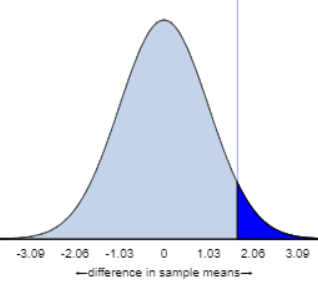 -3.09 -2.06 -1.03 0 1.03 2.06 3.09
←difference in sample means→